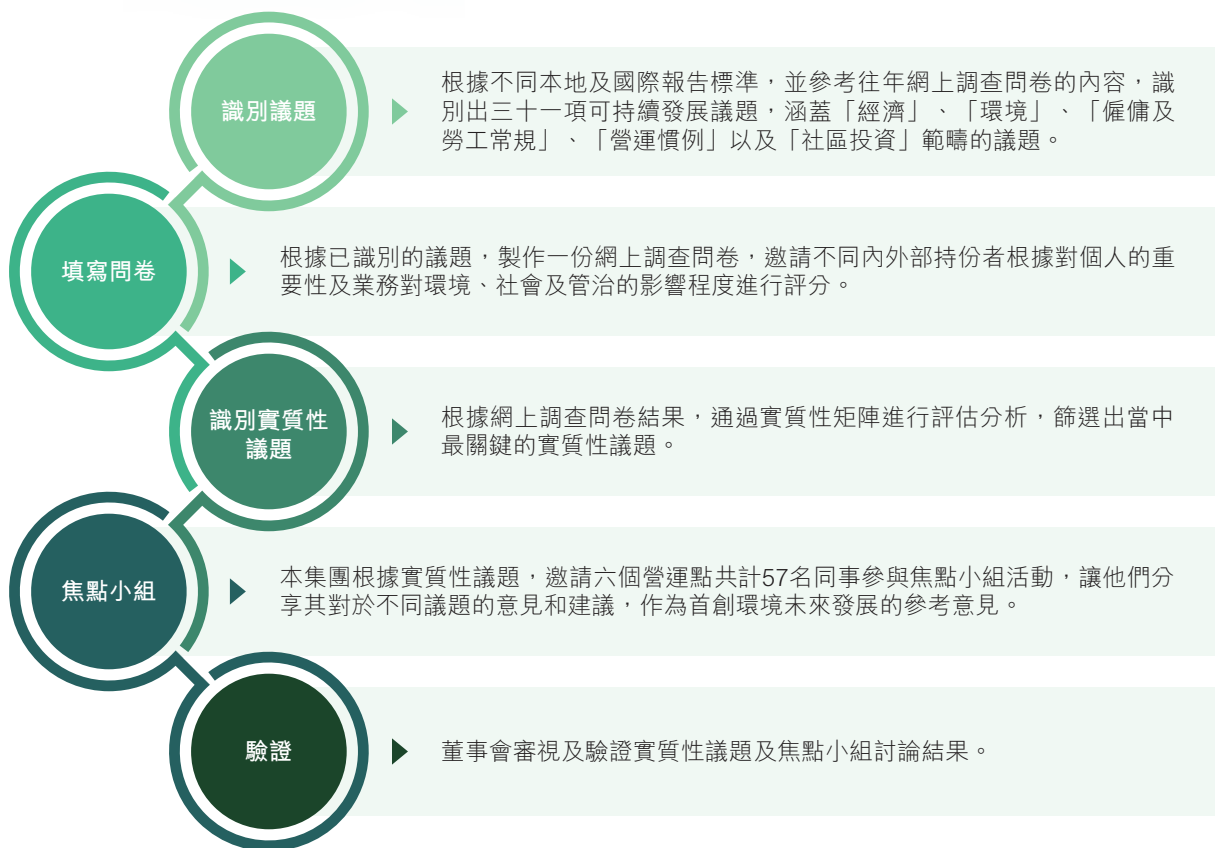 識別議題
根據不同本地及國際報告標準，並參考往年網上調查問卷的內容，識
別出三十一項可持續發展議題，涵蓋「經濟」、「環境」、「僱傭及
勞工常規」、「營運慣例」以及「社區投資」範疇的議題。
填寫問卷
根據已識別的議題，製作一份網上調查問卷，邀請不同內外部持份者根據對個人的重
要性及業務對環境、社會及管治的影響程度進行評分。
識別實質性
議題
根據網上調查問卷結果，通過實質性矩陣進行評估分析，篩選出當中
最關鍵的實質性議題。
焦點小組
本集團根據實質性議題，邀請六個營運點共計57名同事參與焦點小組活動，讓他們分
享其對於不同議題的意見和建議，作為首創環境未來發展的參考意見。
驗證
董事會審視及驗證實質性議題及焦點小組討論結果。